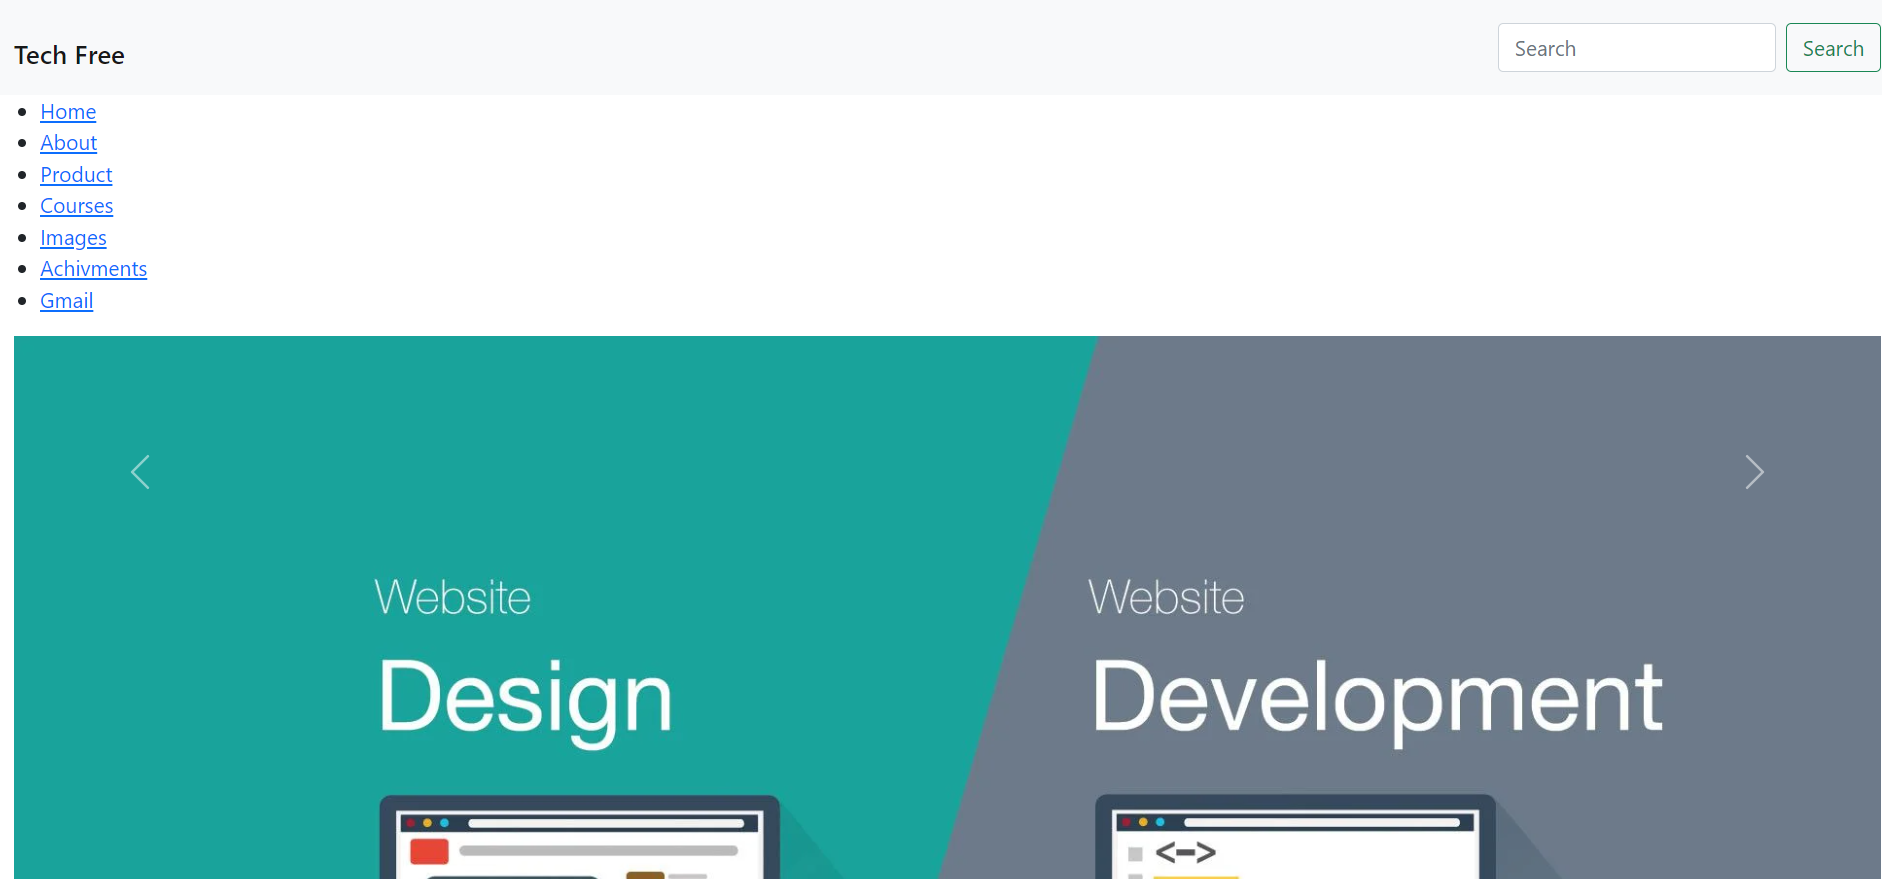 Tech Free
Search
Search
Home
About
Product
Courses
Images
Achivments
Gmail
Website
Design
Website
Development
<->